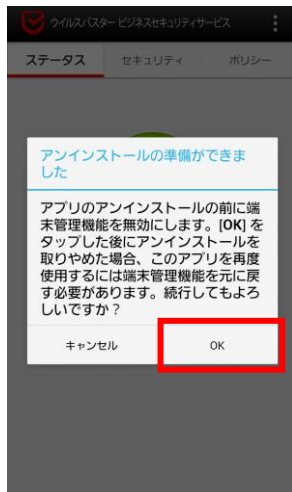 ウイルスバスター ビジネスセキュリティサービス
ステータス セキュリティ ポリシー
アンインストールの準備ができま
した
アプリのアンインストールの前に端
末管理機能を無効にします。[OK] を
タップした後にアンインストールを
取りやめた場合、このアプリを再度
使用するには端末管理機能を元に戻
す必要があります。続行してもよろ
しいですか？
キャンセル OK